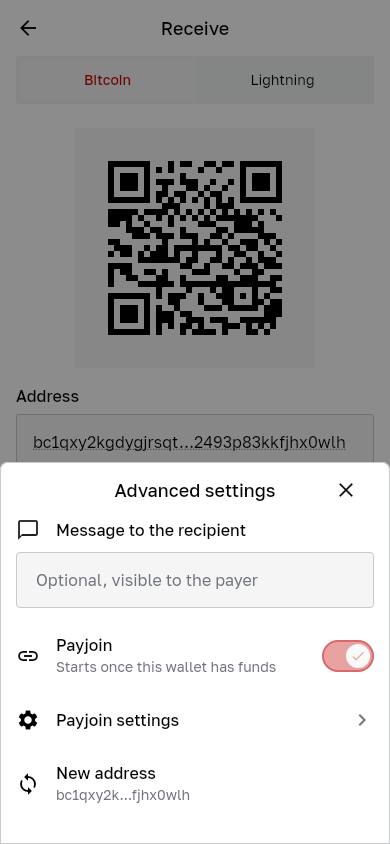 Receive
Bitcoin
Lightning
Address
bc1qxy2kgdygjrsqt...2493p83kkfjhx0wlh
Advanced settings
Message to the recipient
Optional, visible to the payer
Payjoin
Starts once this wallet has funds
Payjoin settings
New address
bc1qxy2k...fjhx0wlh